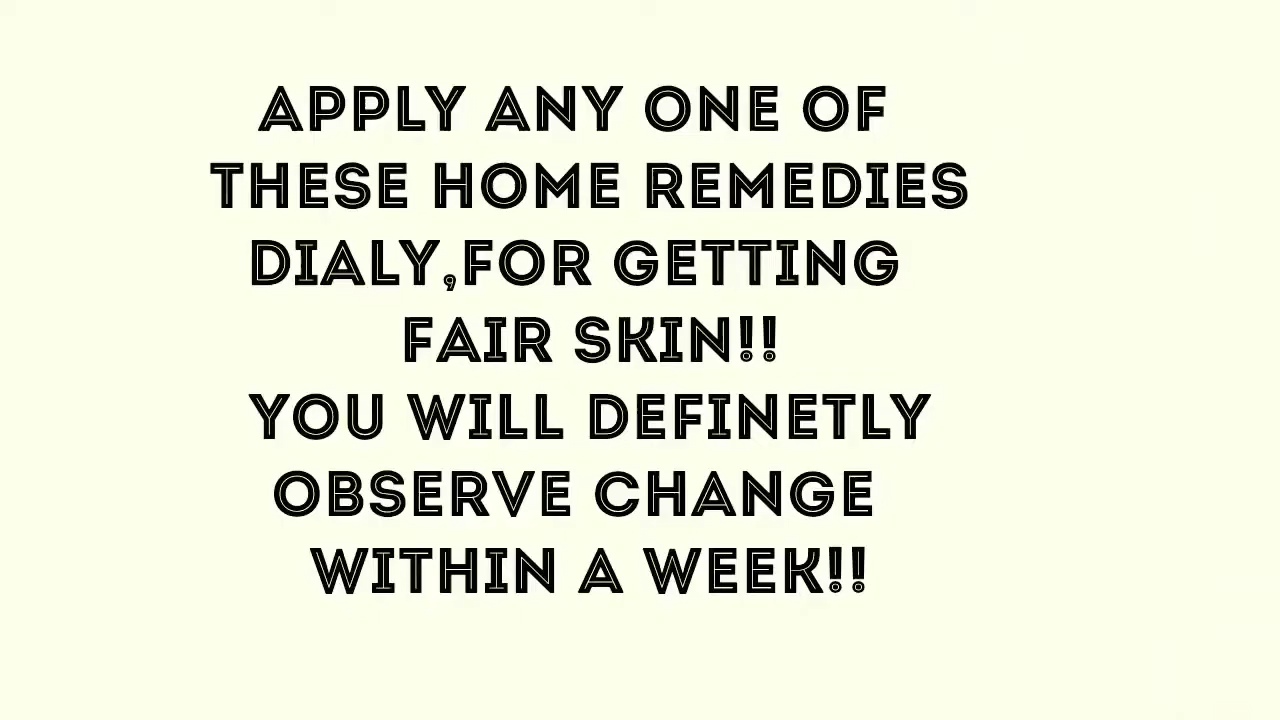 APPLY ANY ONE OF
THESE HOME REMEDIES
DIALY,FOR GETTING
FAIR SKIN!!
YOU WILL DEFINETLY
OBSERVE CHANGE
WITHIN A WEEK!!